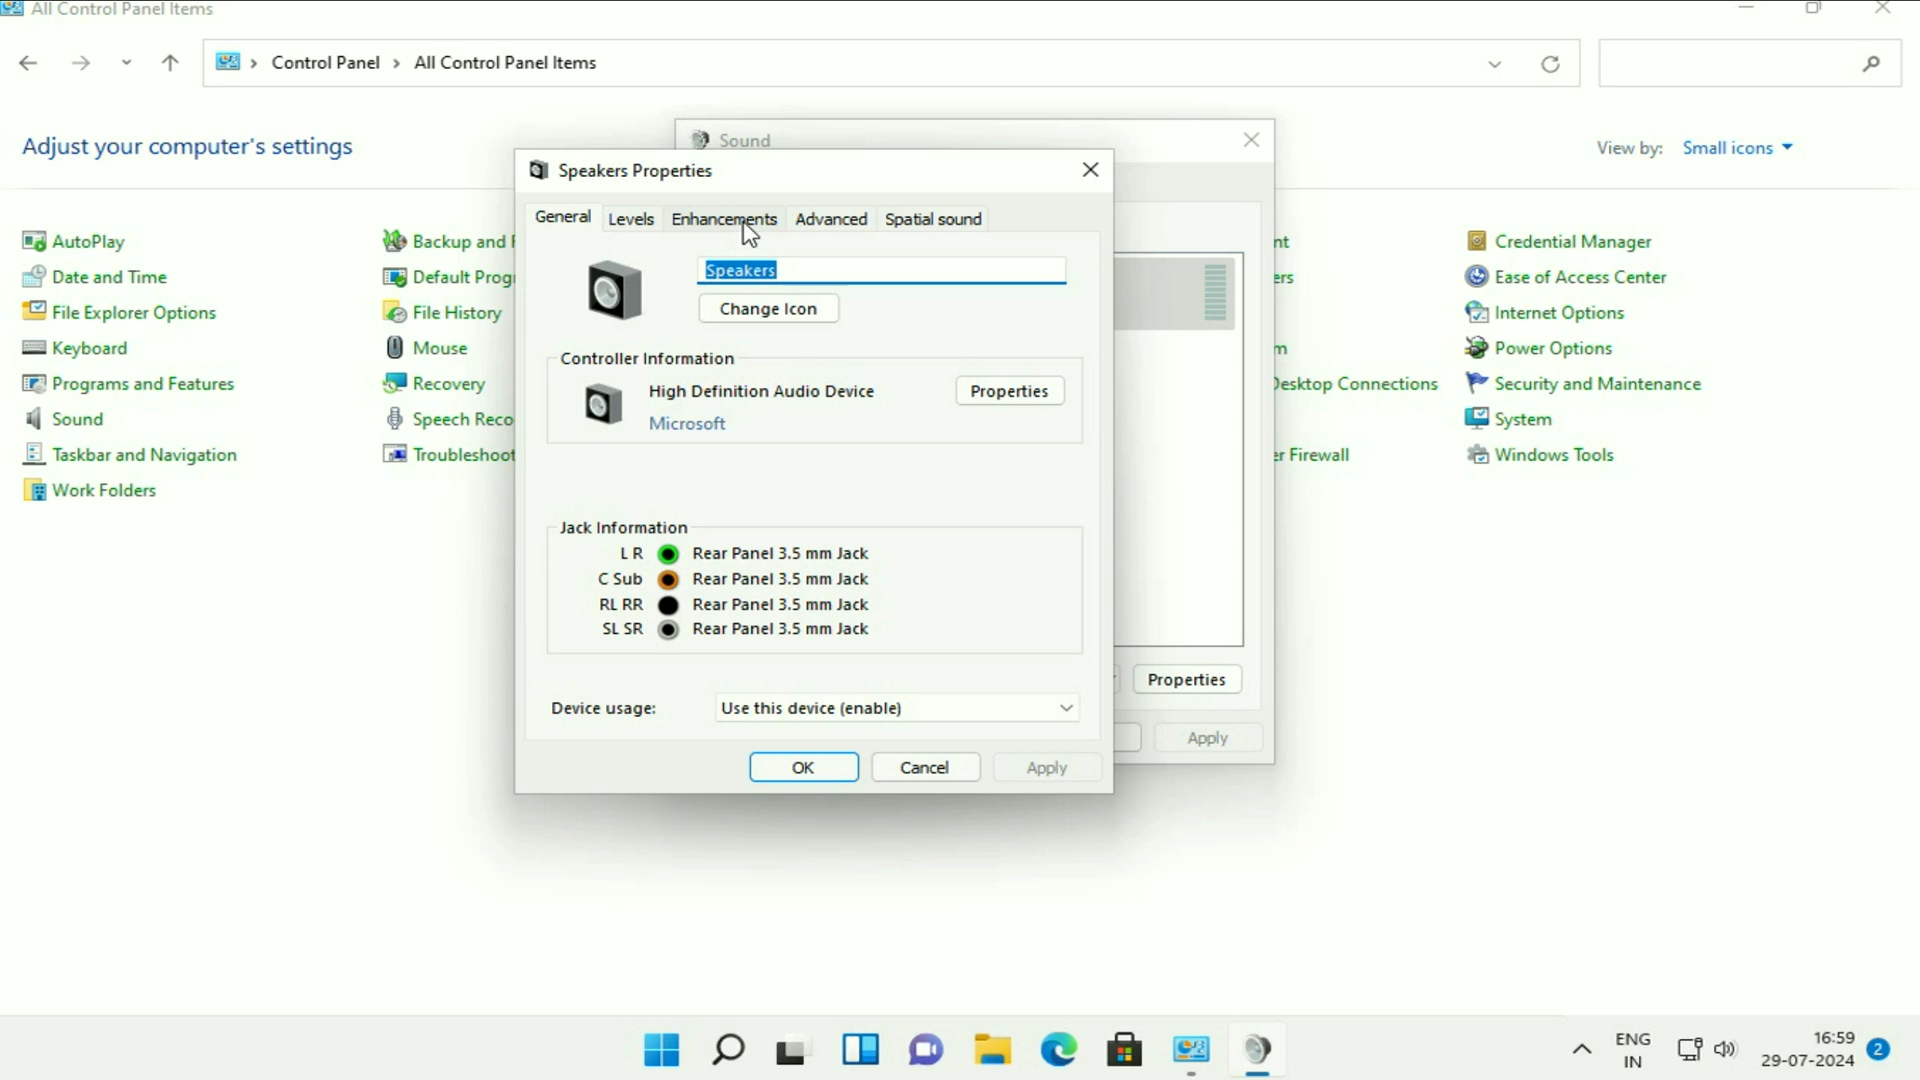 All Control Panel Items
Control Panel > All Control Panel Items
Adjust your computer's settings
View by: Small icons
AutoPlay
Date and Time
File Explorer Options
Keyboard
Programs and Features
Sound
Taskbar and Navigation
Work Folders
Backup and
Default Progr
File History
Mouse
Recovery
Speech Reco
Troubleshoot
Sound
Speakers Properties
General Levels Enhancements Advanced Spatial sound
Speakers
Change Icon
Controller Information
High Definition Audio Device
Properties
Microsoft
Jack Information
L R Rear Panel 3.5 mm Jack
C Sub Rear Panel 3.5 mm Jack
RL RR Rear Panel 3.5 mm Jack
SL SR Rear Panel 3.5 mm Jack
Device usage: Use this device (enable)
OK Cancel Apply
Properties
Apply
nt
ers
m
Desktop Connections
er Firewall
Credential Manager
Ease of Access Center
Internet Options
Power Options
Security and Maintenance
System
Windows Tools
ENG
IN
16:59
29-07-2024
2